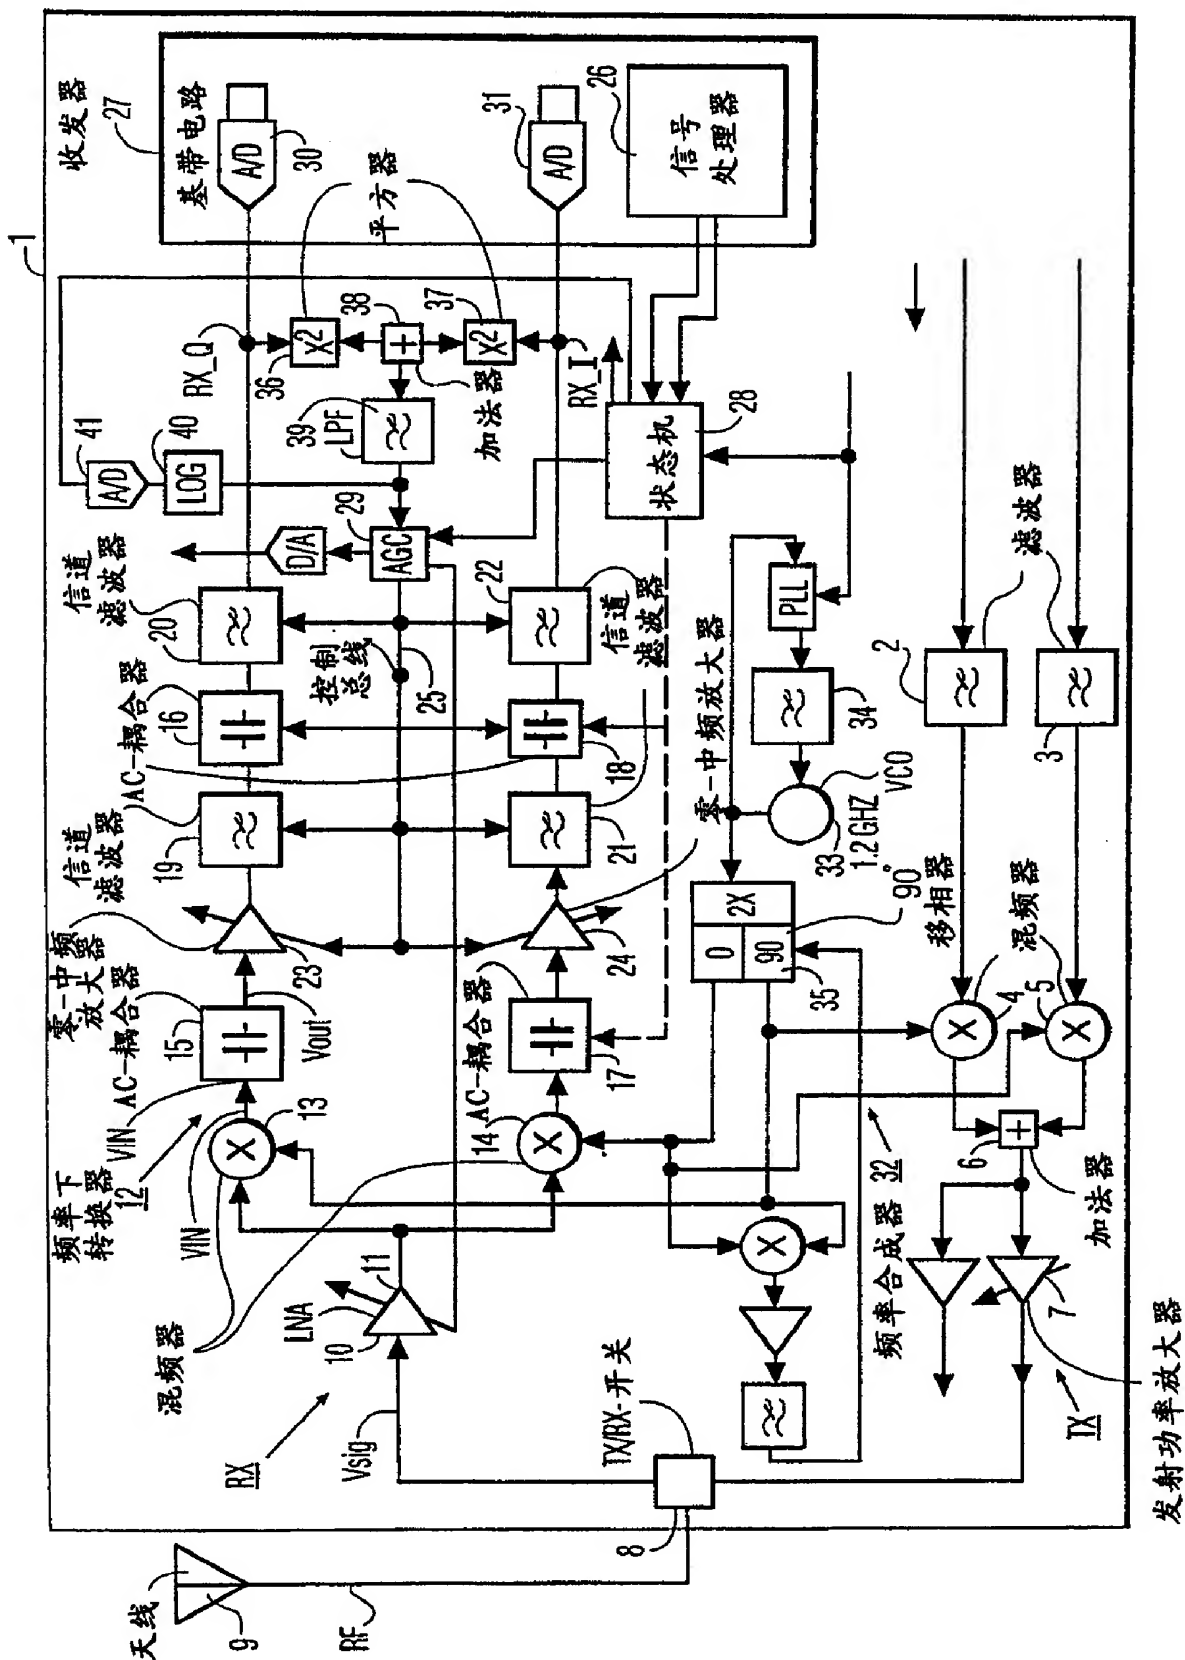 1
收发器
27
基带电路
A/D
30
平方器
A/D
31
信号
处理器
26
41
A/D
40
LOG
RX_Q
X²
36
38
+
37
X²
RX_I
39
LPF
加法器
信道
滤波器
20
D/A
29
AGC
22
信道
滤波器
状态机
28
AC-耦合器
16
控制
总线
25
18
信道
滤波器
19
21
零-中频放大器
PLL
34
33
1.2 GHZ
VCO
滤波器
2
3
零-中频
放大器
23
24
2X
0
90
35
90°
移相器
混频器
4
5
AC-耦合器
15
Vout
VIN
AC-耦合器
17
频率下
转换器
12
VIN
X
13
14
X
X
X
X
6
+
加法器
频率合成器 32
混频器
LNA
10
11
RX
Vsig
TX/RX-开关
8
7
TX
发射功率放大器
天线
9
RF